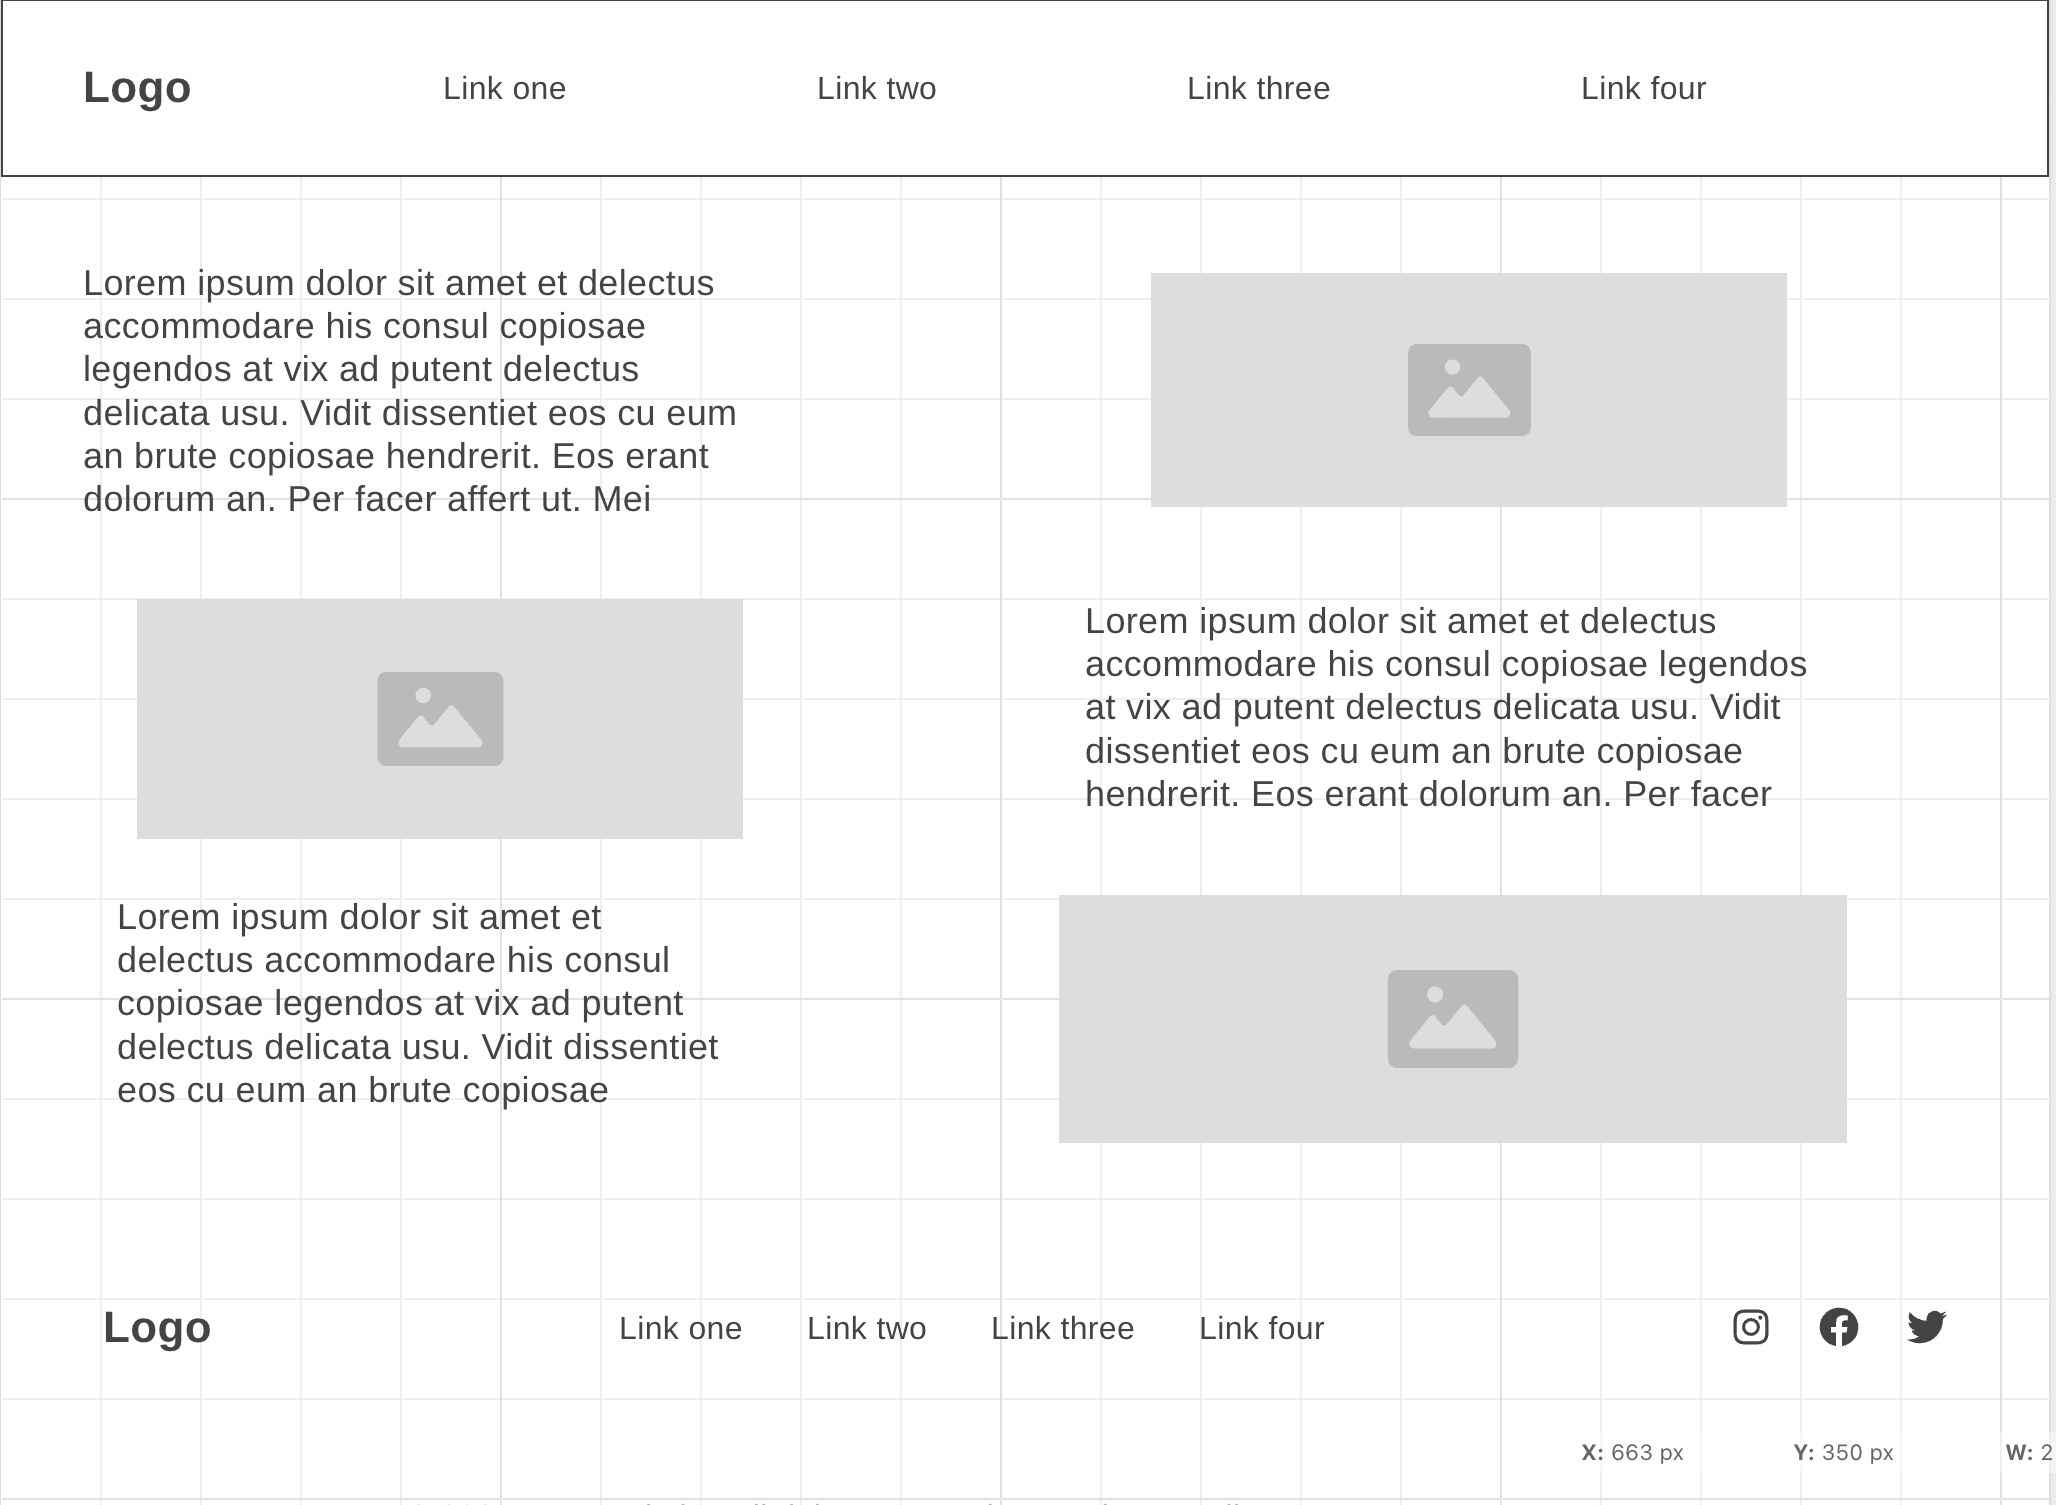 Logo
Link one
Link two
Link three
Link four
Lorem ipsum dolor sit amet et delectus
accommodare his consul copiosae
legendos at vix ad putent delectus
delicata usu. Vidit dissentiet eos cu eum
an brute copiosae hendrerit. Eos erant
dolorum an. Per facer affert ut. Mei
Lorem ipsum dolor sit amet et delectus
accommodare his consul copiosae legendos
at vix ad putent delectus delicata usu. Vidit
dissentiet eos cu eum an brute copiosae
hendrerit. Eos erant dolorum an. Per facer
Lorem ipsum dolor sit amet et
delectus accommodare his consul
copiosae legendos at vix ad putent
delectus delicata usu. Vidit dissentiet
eos cu eum an brute copiosae
Logo
Link one
Link two
Link three
Link four
X: 663 px
Y: 350 px
W: 2